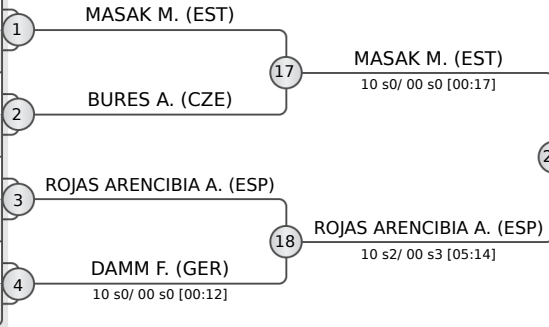 MASAK M. (EST)
1
17
MASAK M. (EST)
10 s0/ 00 s0 [00:17]
BURES A. (CZE)
2
ROJAS ARENCIBIA A. (ESP)
3
18
ROJAS ARENCIBIA A. (ESP)
10 s2/ 00 s3 [05:14]
DAMM F. (GER)
4
10 s0/ 00 s0 [00:12]